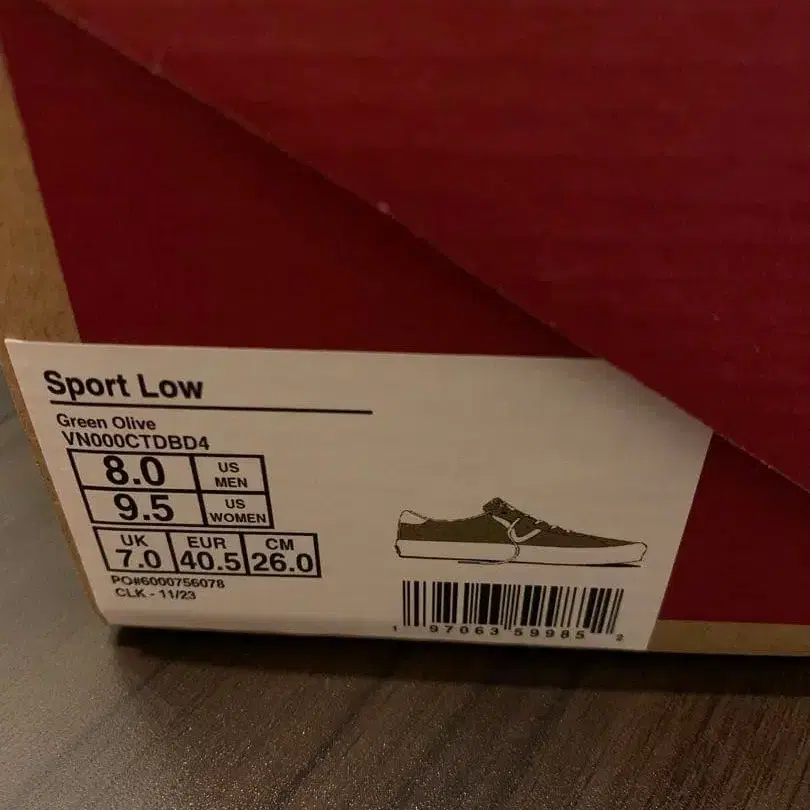 Sport Low
Green Olive
VN000CTDBD4
8.0 US MEN
9.5 US WOMEN
UK EUR CM
7.0 40.5 26.0
PO#6000756078
CLK - 11/23
1 97063 59985 2